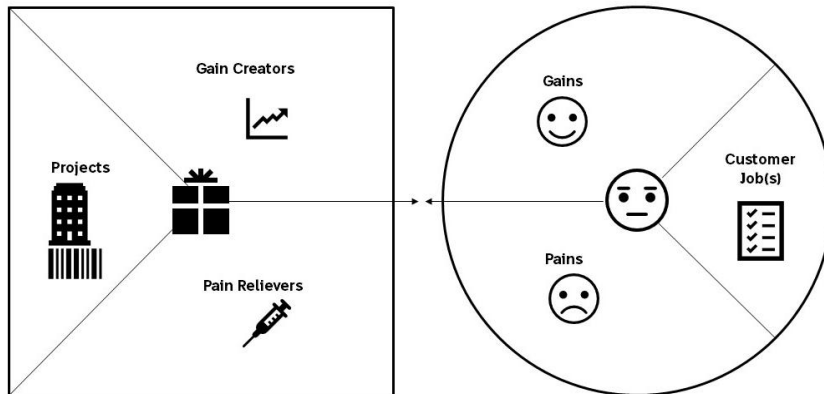 Gain Creators
Projects
Pain Relievers
Gains
Customer
Job(s)
Pains